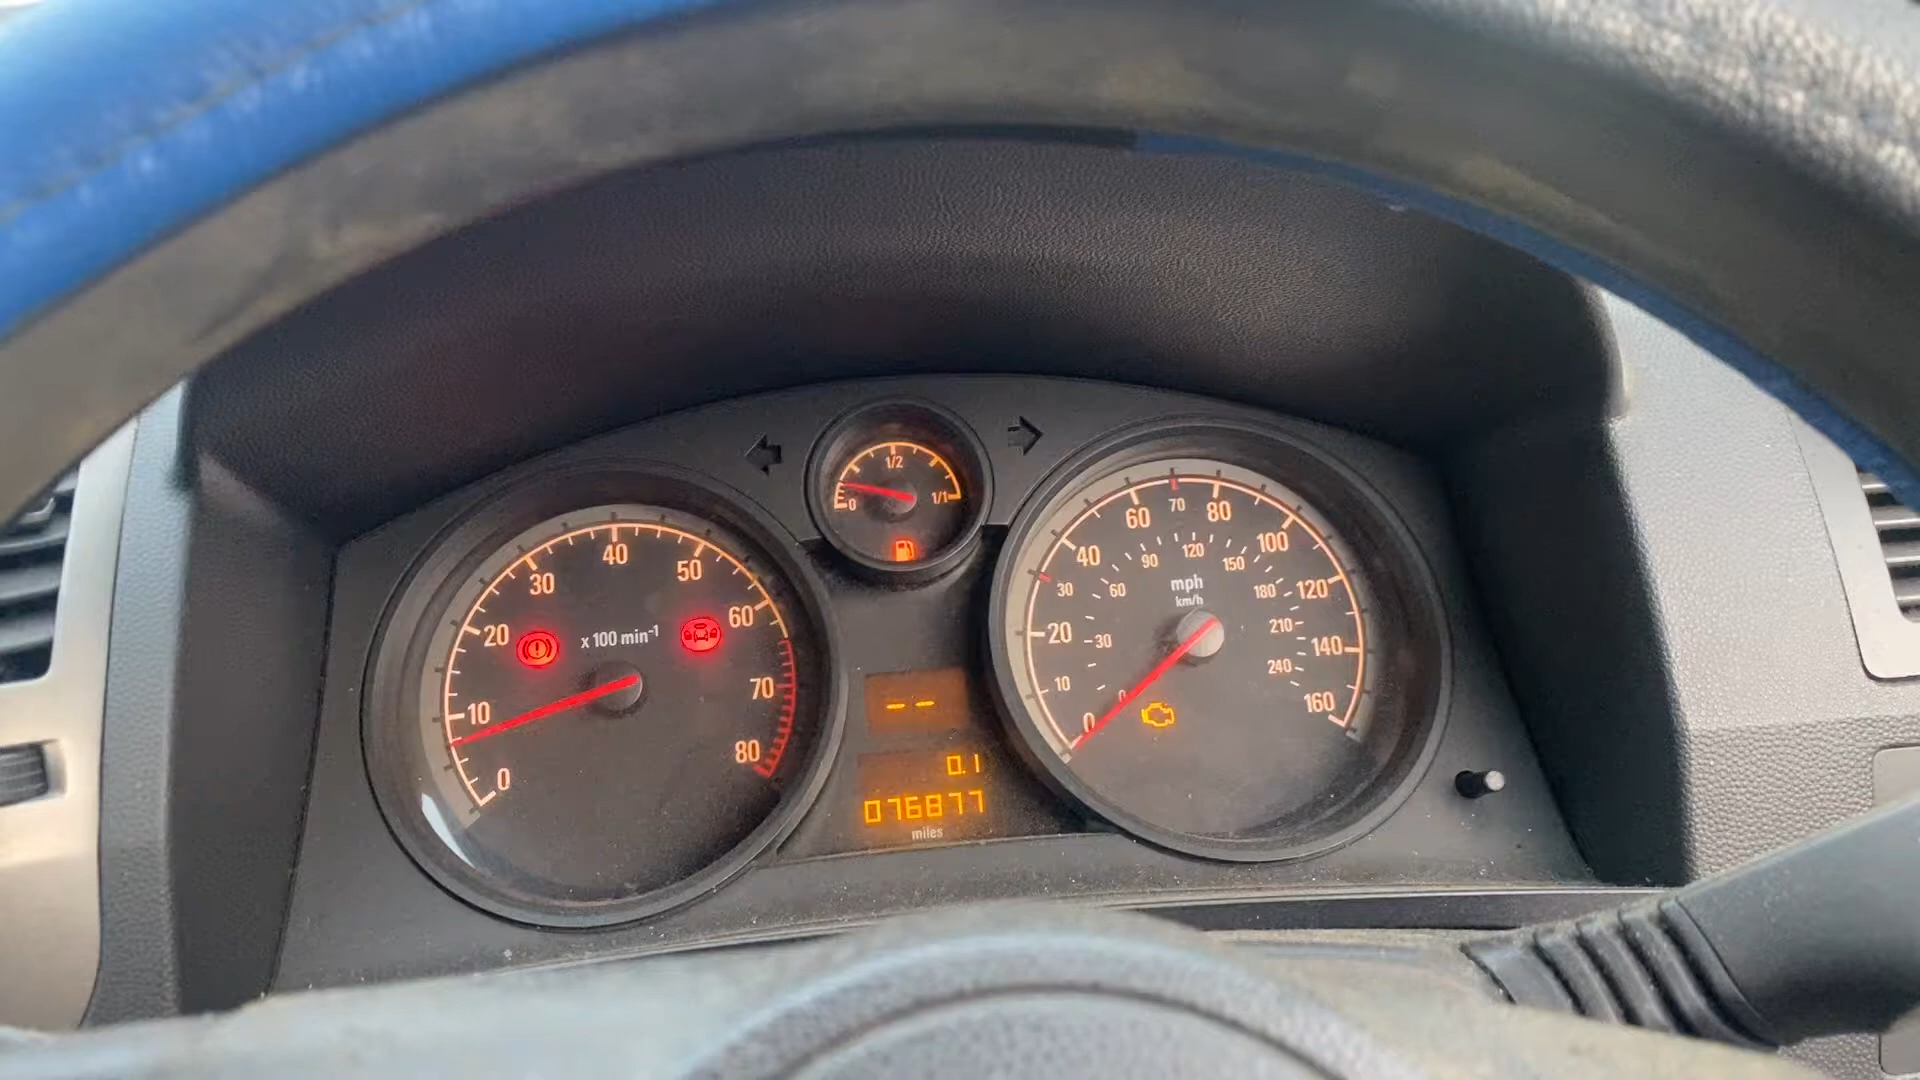 0 1/2 1/1
0 10 20 30 40 50 60 70 80
x 100 min-1
0 10 20 30 40 60 70 80 100 120 140 160
mph
km/h
0 30 60 90 120 150 180 210 240
--
0.1
076877
miles